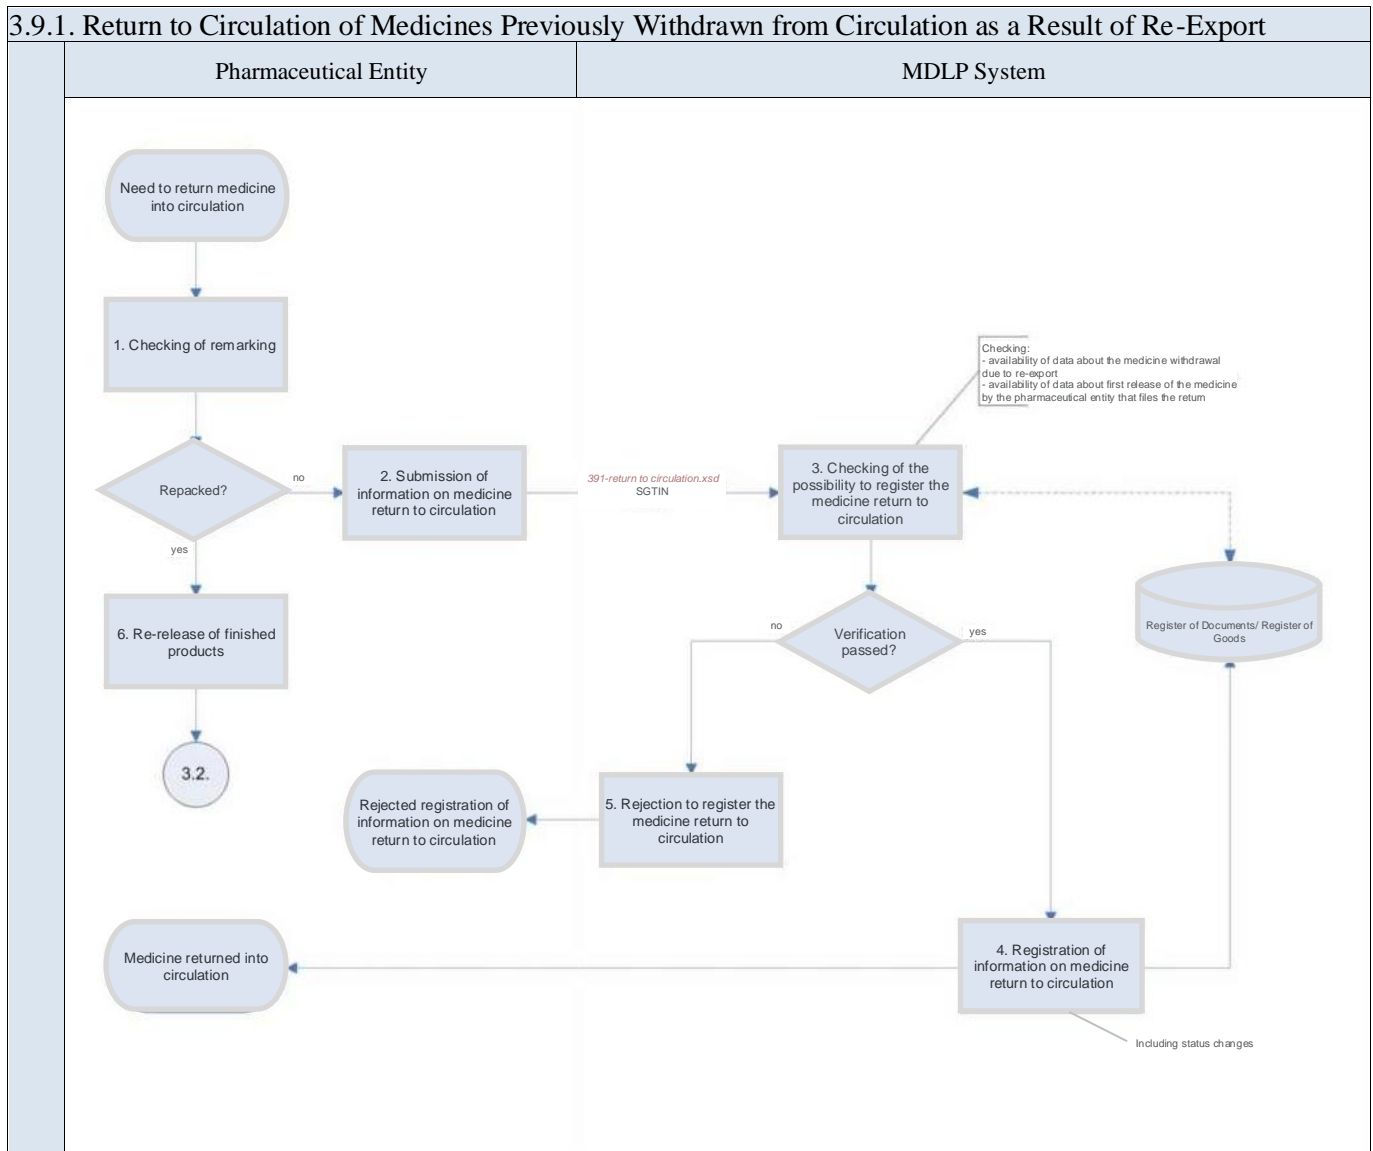 3.9.1. Return to Circulation of Medicines Previously Withdrawn from Circulation as a Result of Re-Export
Pharmaceutical Entity
MDLP System
Need to return medicine
into circulation
1. Checking of remarking
Checking:
- availability of data about the medicine withdrawal
due to re-export
- availability of data about first release of the medicine
by the pharmaceutical entity that files the return
Repacked?
no
yes
2. Submission of
information on medicine
return to circulation
391-return to circulation.xsd
SGTIN
3. Checking of the
possibility to register the
medicine return to
circulation
6. Re-release of finished
products
3.2.
Verification
passed?
no
yes
Register of Documents/ Register of
Goods
Rejected registration of
information on medicine
return to circulation
5. Rejection to register the
medicine return to
circulation
Medicine returned into
circulation
4. Registration of
information on medicine
return to circulation
Including status changes